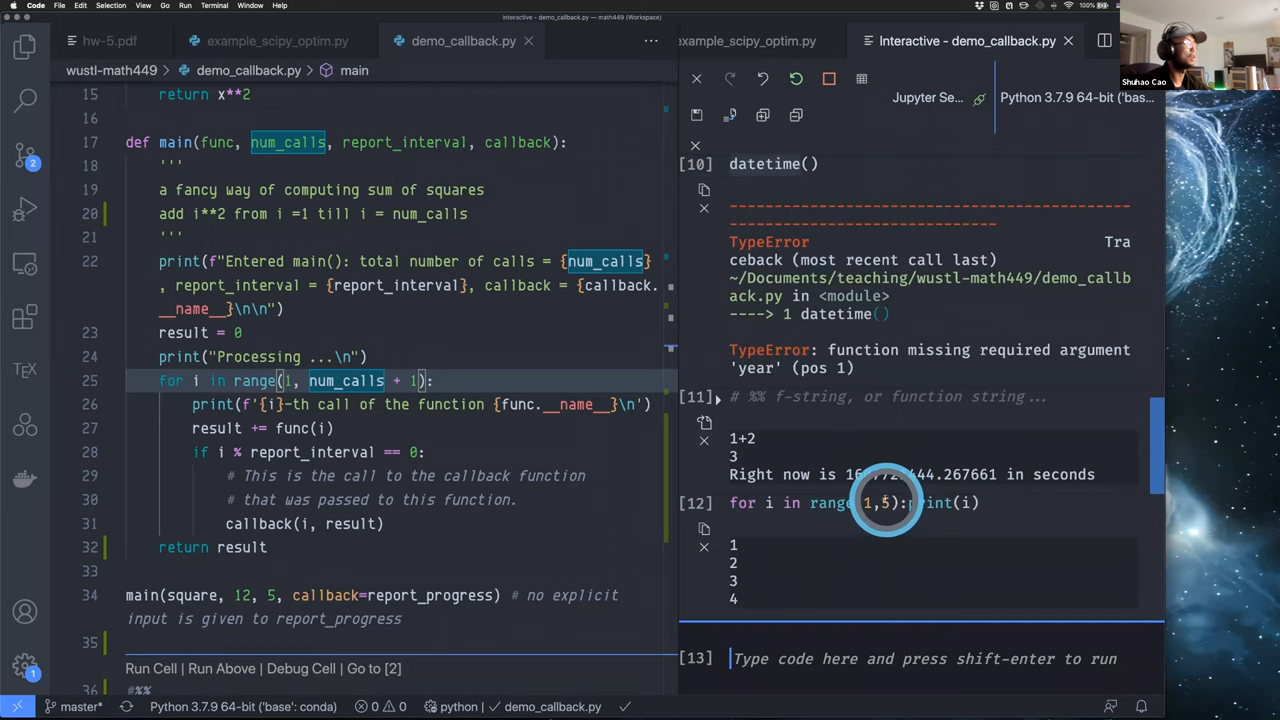 Code File Edit Selection View Go Run Terminal Window Help
100%
Interactive - demo_callback.py — math449 (Workspace)
hw-5.pdf
example_scipy_optim.py
demo_callback.py
wustl-math449 > demo_callback.py > main
15 return x**2
16
17 def main(func, num_calls, report_interval, callback):
18 '''
19 a fancy way of computing sum of squares
20 add i**2 from i =1 till i = num_calls
21 '''
22 print(f"Entered main(): total number of calls = {num_calls}
, report_interval = {report_interval}, callback = {callback.
__name__}\n\n")
23 result = 0
24 print("Processing ...\n")
25 for i in range(1, num_calls + 1):
26 print(f'{i}-th call of the function {func.__name__}\n')
27 result += func(i)
28 if i % report_interval == 0:
29 # This is the call to the callback function
30 # that was passed to this function.
31 callback(i, result)
32 return result
33
34 main(square, 12, 5, callback=report_progress) # no explicit
input is given to report_progress
35
Run Cell | Run Above | Debug Cell | Go to [2]
36 #%%
2
TEX
1
example_scipy_optim.py
Interactive - demo_callback.py
Jupyter Se...
Python 3.7.9 64-bit ('base...
[10] datetime()
TypeError Tra
ceback (most recent call last)
~/Documents/teaching/wustl-math449/demo_callb
ack.py in <module>
----> 1 datetime()
TypeError: function missing required argument
'year' (pos 1)
[11] # %% f-string, or function string...
1+2
3
Right now is in seconds
[12] for i in range(1,5):print(i)
1
2
3
4
[13] Type code here and press shift-enter to run
Shuhao Cao
master* Python 3.7.9 64-bit ('base': conda) 0 0 python | demo_callback.py